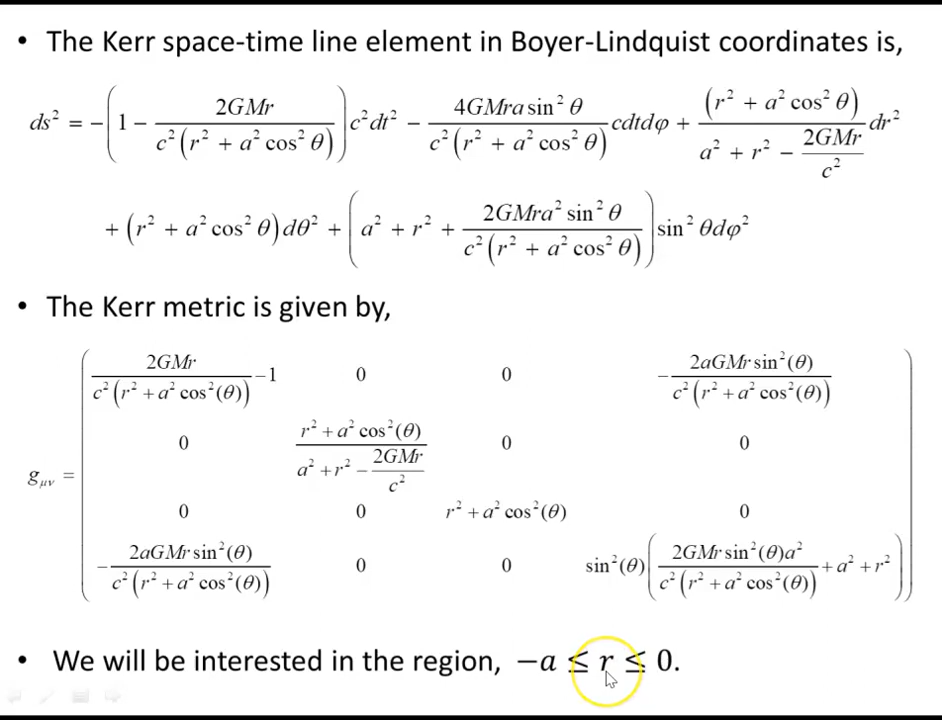 • The Kerr space-time line element in Boyer-Lindquist coordinates is,
ds² = −(1 − 2GMr / c²(r² + a² cos² θ)) c²dt² − 4GMra sin² θ / c²(r² + a² cos² θ) cdtdφ + (r² + a² cos² θ) / (a² + r² − 2GMr / c²) dr²
+ (r² + a² cos² θ)dθ² + (a² + r² + 2GMra² sin² θ / c²(r² + a² cos² θ)) sin² θdφ²
• The Kerr metric is given by,
g_μν = ( 2GMr / c²(r² + a² cos²(θ)) − 1    0    0    − 2aGMr sin²(θ) / c²(r² + a² cos²(θ))
0    r² + a² cos²(θ) / (a² + r² − 2GMr / c²)    0    0
0    0    r² + a² cos²(θ)    0
− 2aGMr sin²(θ) / c²(r² + a² cos²(θ))    0    0    sin²(θ)(2GMr sin²(θ)a² / c²(r² + a² cos²(θ)) + a² + r²) )
• We will be interested in the region, −a ≤ r ≤ 0.